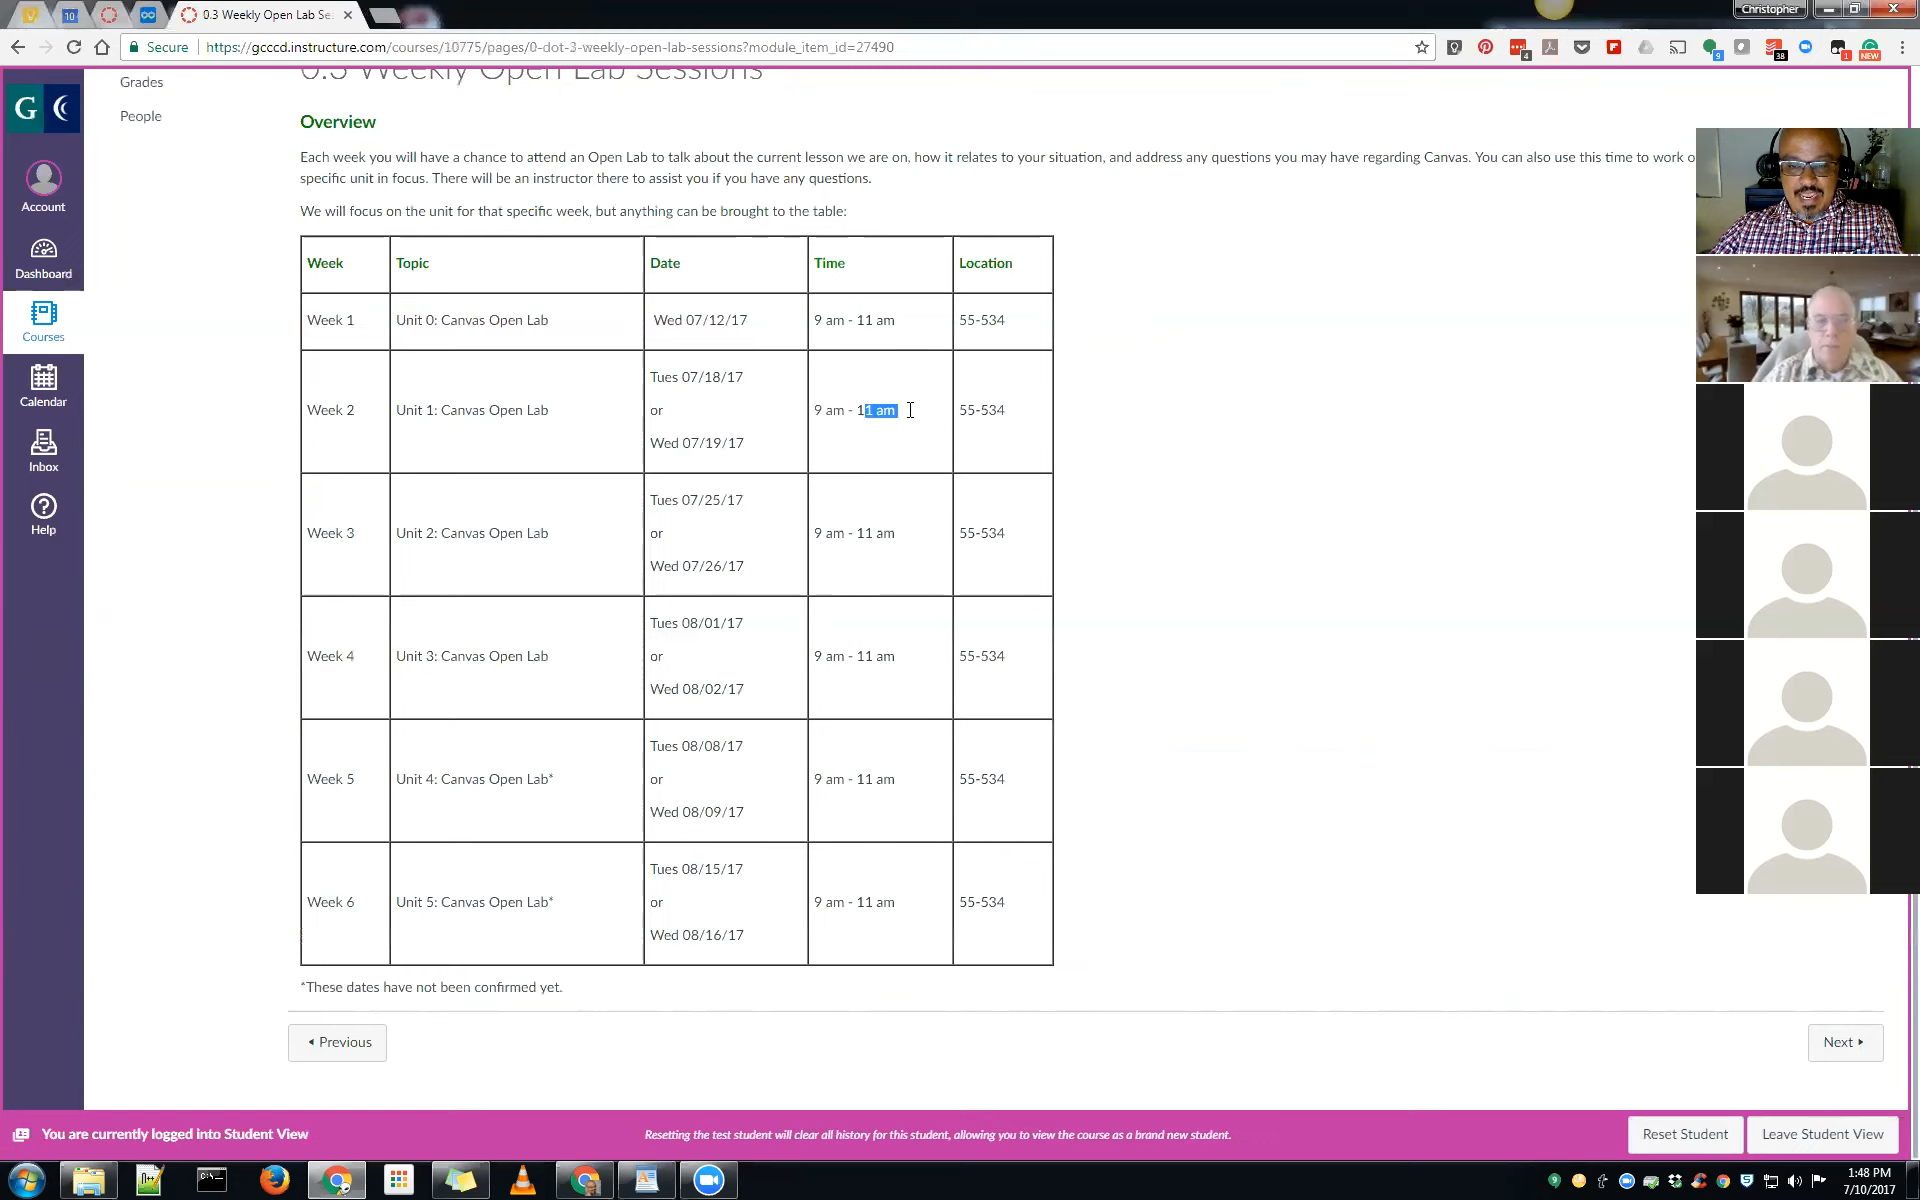 Christopher
0.3 Weekly Open Lab Se
Secure
https://gcccd.instructure.com/courses/10775/pages/0-dot-3-weekly-open-lab-sessions?module_item_id=27490
Grades
People
Account
Dashboard
Courses
Calendar
Inbox
Help
0.3 Weekly Open Lab Sessions
Overview
Each week you will have a chance to attend an Open Lab to talk about the current lesson we are on, how it relates to your situation, and address any questions you may have regarding Canvas. You can also use this time to work o
specific unit in focus. There will be an instructor there to assist you if you have any questions.
We will focus on the unit for that specific week, but anything can be brought to the table:
Week Topic Date Time Location
Week 1 Unit 0: Canvas Open Lab Wed 07/12/17 9 am - 11 am 55-534
Tues 07/18/17
Week 2 Unit 1: Canvas Open Lab or 9 am - 11 am 55-534
Wed 07/19/17
Tues 07/25/17
Week 3 Unit 2: Canvas Open Lab or 9 am - 11 am 55-534
Wed 07/26/17
Tues 08/01/17
Week 4 Unit 3: Canvas Open Lab or 9 am - 11 am 55-534
Wed 08/02/17
Tues 08/08/17
Week 5 Unit 4: Canvas Open Lab* or 9 am - 11 am 55-534
Wed 08/09/17
Tues 08/15/17
Week 6 Unit 5: Canvas Open Lab* or 9 am - 11 am 55-534
Wed 08/16/17
*These dates have not been confirmed yet.
Previous
Next
You are currently logged into Student View
Resetting the test student will clear all history for this student, allowing you to view the course as a brand new student.
Reset Student
Leave Student View
1:48 PM
7/10/2017